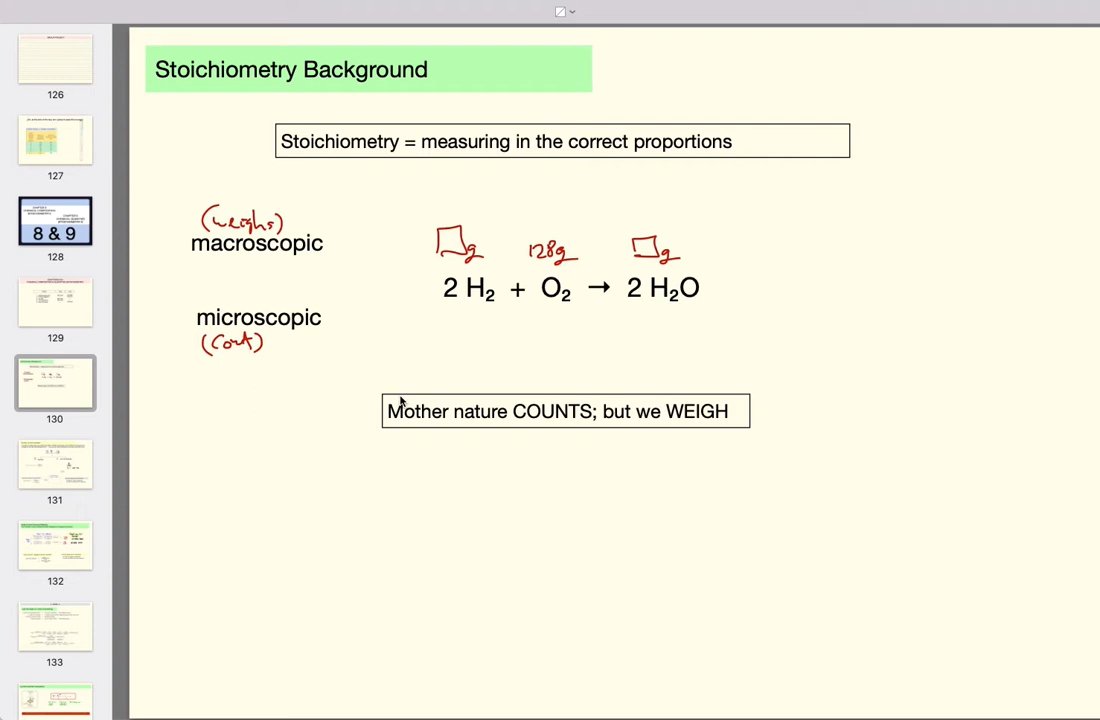 Stoichiometry Background
Stoichiometry = measuring in the correct proportions
(weighs)
macroscopic
□g 128g □g
2 H₂ + O₂ → 2 H₂O
microscopic
Mother nature COUNTS; but we WEIGH
126
127
8 & 9
128
129
130
131
132
133